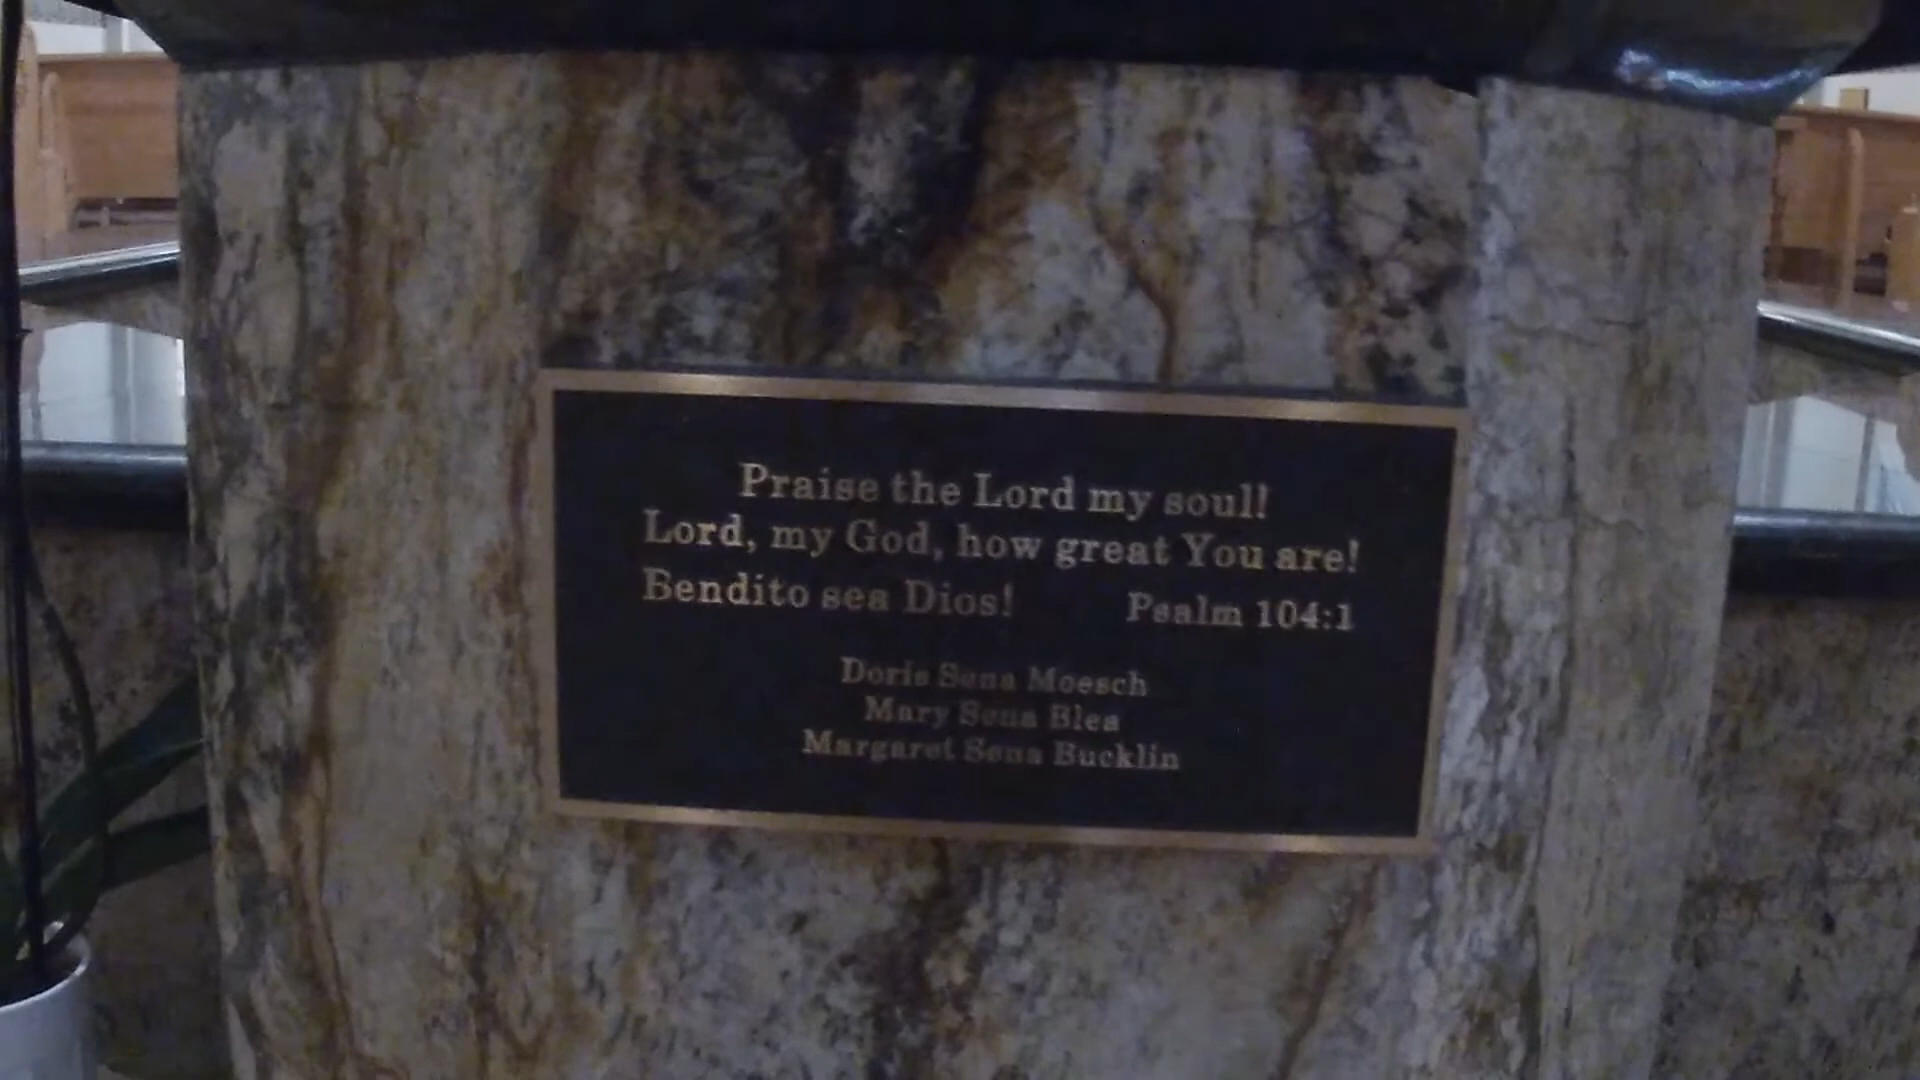 Praise the Lord my soul!
Lord, my God, how great You are!
Bendito sea Dios! Psalm 104:1
Doris Sena Moesch
Mary Sena Blea
Margaret Sena Bucklin